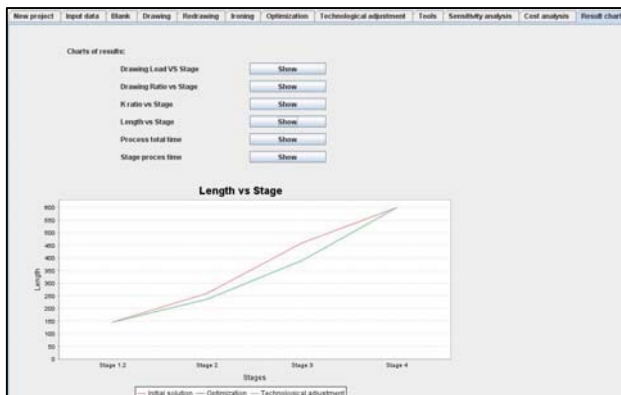 New project Input data Blank Drawing Redrawing Ironing Optimization Technological adjustment Tools Sensitivity analysis Cost analysis Result chart
Charts of results:
Drawing Load VS Stage Show
Drawing Ratio vs Stage Show
K ratio vs Stage Show
Length vs Stage Show
Process total time Show
Stage proces time Show
Length vs Stage
600
550
500
450
400
350
300
250
200
150
100
50
0
Length
Stage 1.2 Stage 2 Stage 3 Stage 4
Stages
Initial solution Optimization Technological adjustment